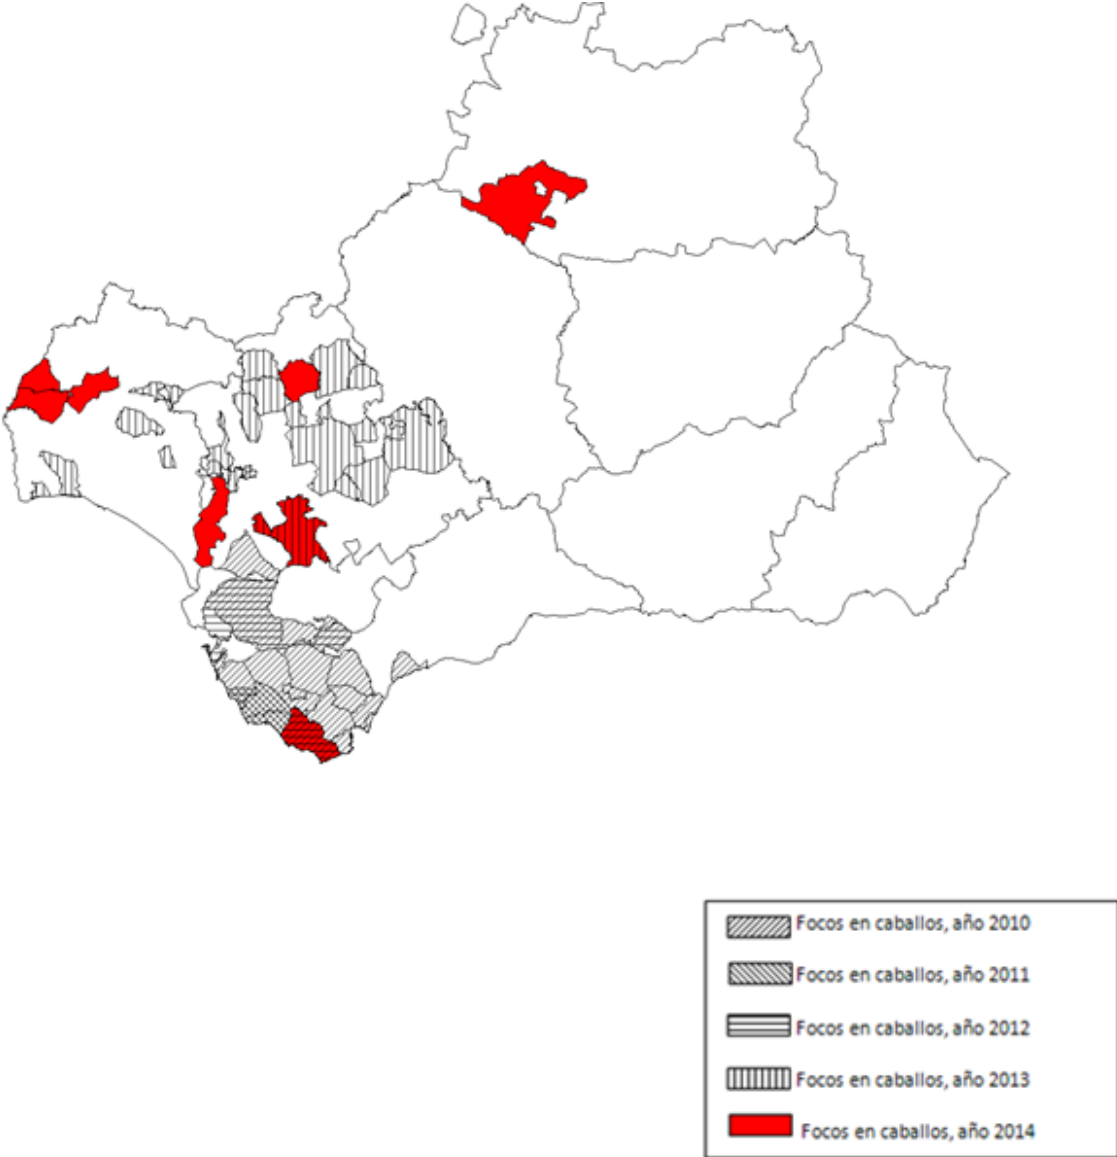 Focos en caballos, año 2010
Focos en caballos, año 2011
Focos en caballos, año 2012
Focos en caballos, año 2013
Focos en caballos, año 2014